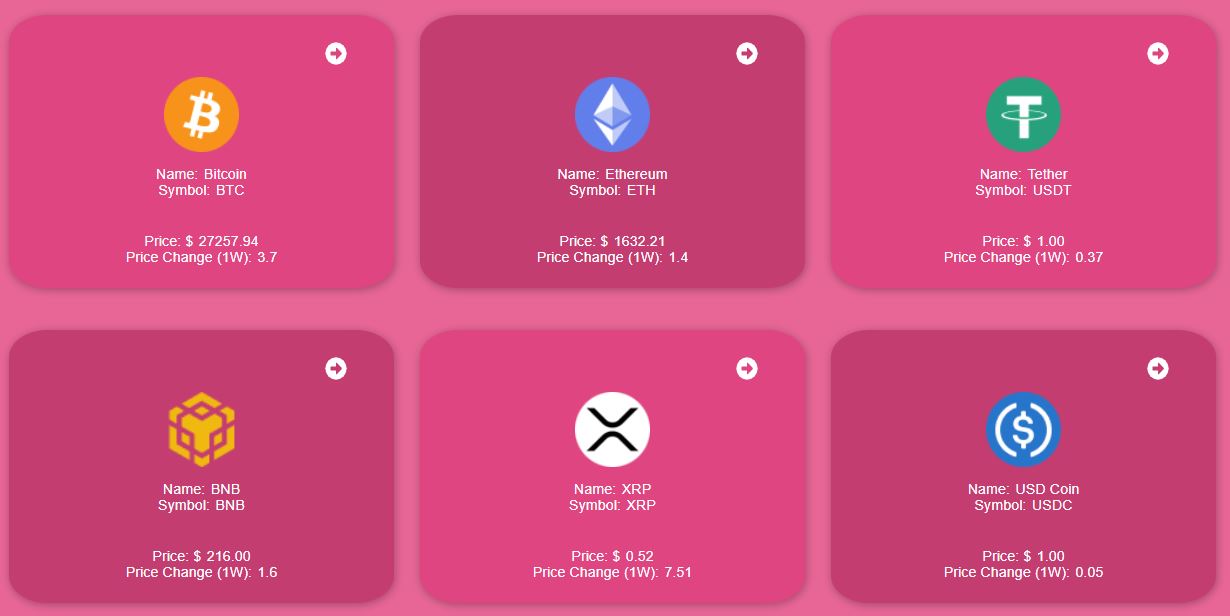 Name: Bitcoin
Symbol: BTC
Price: $ 27257.94
Price Change (1W): 3.7
Name: Ethereum
Symbol: ETH
Price: $ 1632.21
Price Change (1W): 1.4
Name: Tether
Symbol: USDT
Price: $ 1.00
Price Change (1W): 0.37
Name: BNB
Symbol: BNB
Price: $ 216.00
Price Change (1W): 1.6
Name: XRP
Symbol: XRP
Price: $ 0.52
Price Change (1W): 7.51
Name: USD Coin
Symbol: USDC
Price: $ 1.00
Price Change (1W): 0.05